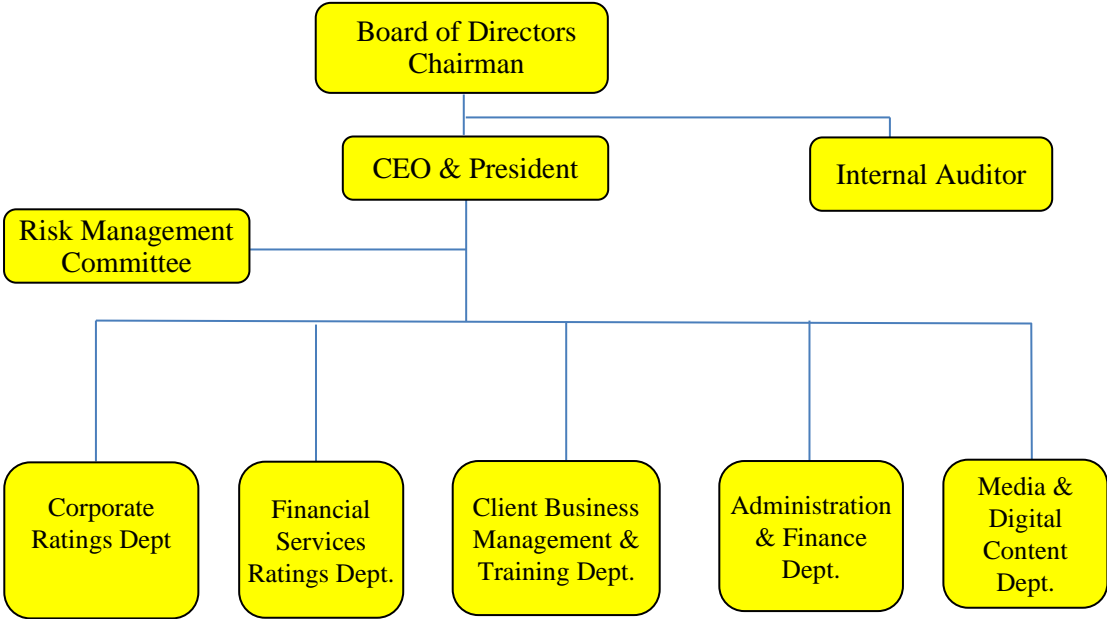 Board of Directors
Chairman
CEO & President
Internal Auditor
Risk Management
Committee
Corporate
Ratings Dept
Financial
Services
Ratings Dept.
Client Business
Management &
Training Dept.
Administration
& Finance
Dept.
Media &
Digital
Content
Dept.